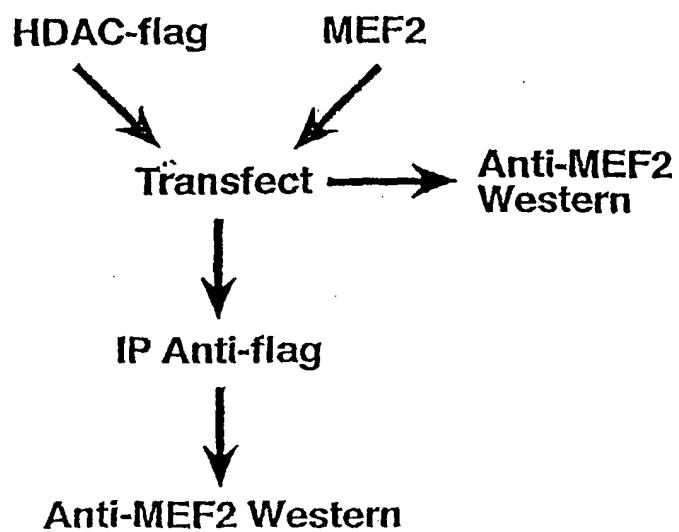 HDAC-flag
MEF2
Transfect
Anti-MEF2
Western
IP Anti-flag
Anti-MEF2 Western